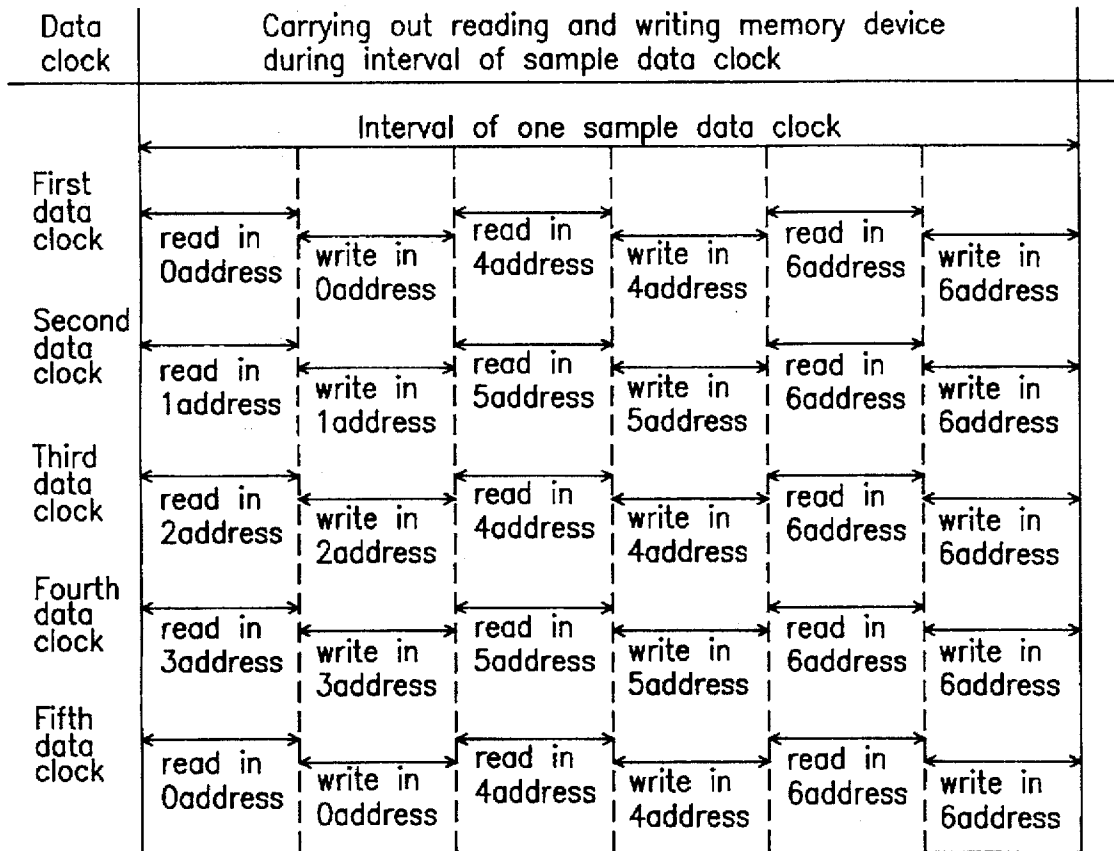 Data
clock
Carrying out reading and writing memory device
during interval of sample data clock
Interval of one sample data clock
First
data
clock
read in
0address
write in
0address
read in
4address
write in
4address
read in
6address
write in
6address
Second
data
clock
read in
1address
write in
1address
read in
5address
write in
5address
read in
6address
write in
6address
Third
data
clock
read in
2address
write in
2address
read in
4address
write in
4address
read in
6address
write in
6address
Fourth
data
clock
read in
3address
write in
3address
read in
5address
write in
5address
read in
6address
write in
6address
Fifth
data
clock
read in
0address
write in
0address
read in
4address
write in
4address
read in
6address
write in
6address